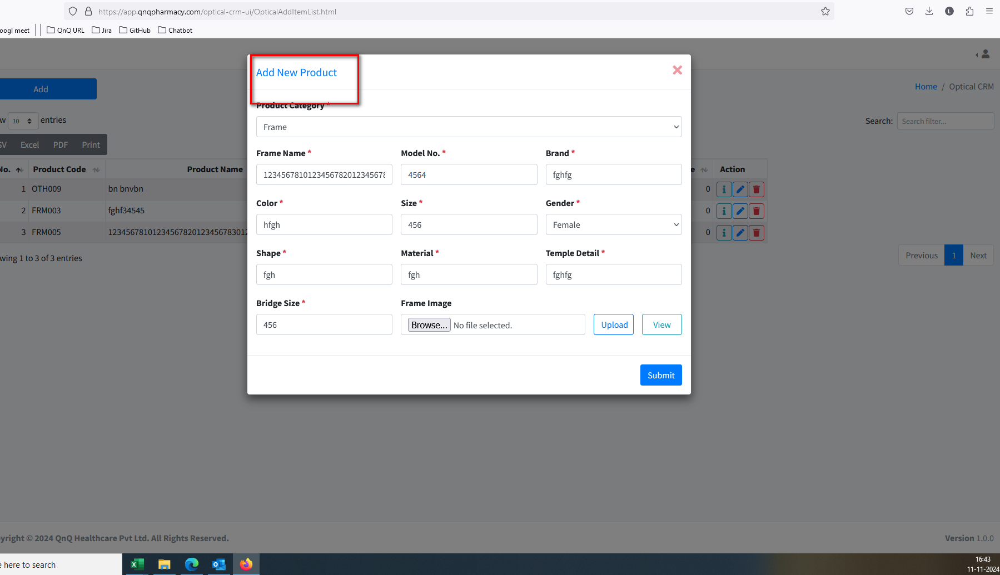 https://app.qnqpharmacy.com/optical-crm-ui/OpticalAddItemList.html
L
oogl meet
QnQ URL
Jira
GitHub
Chatbot
Add New Product
Add
Home / Optical CRM
Product Category *
w 10 entries
Search: Search filter...
Frame
SV Excel PDF Print
Frame Name * Model No. * Brand *
No. Product Code Product Name e Action
1234567810123456782012345678 4564 fghfg
1 OTH009 bn bnvbn 0
Color * Size * Gender *
2 FRM003 fghf34545 0
hfgh 456 Female
3 FRM005 12345678101234567820123456783012 0
Shape * Material * Temple Detail *
wing 1 to 3 of 3 entries
Previous 1 Next
fgh fgh fghfg
Bridge Size * Frame Image
456 Browse... No file selected. Upload View
Submit
yright © 2024 QnQ Healthcare Pvt Ltd. All Rights Reserved.
Version 1.0.0
e here to search
16:43
11-11-2024